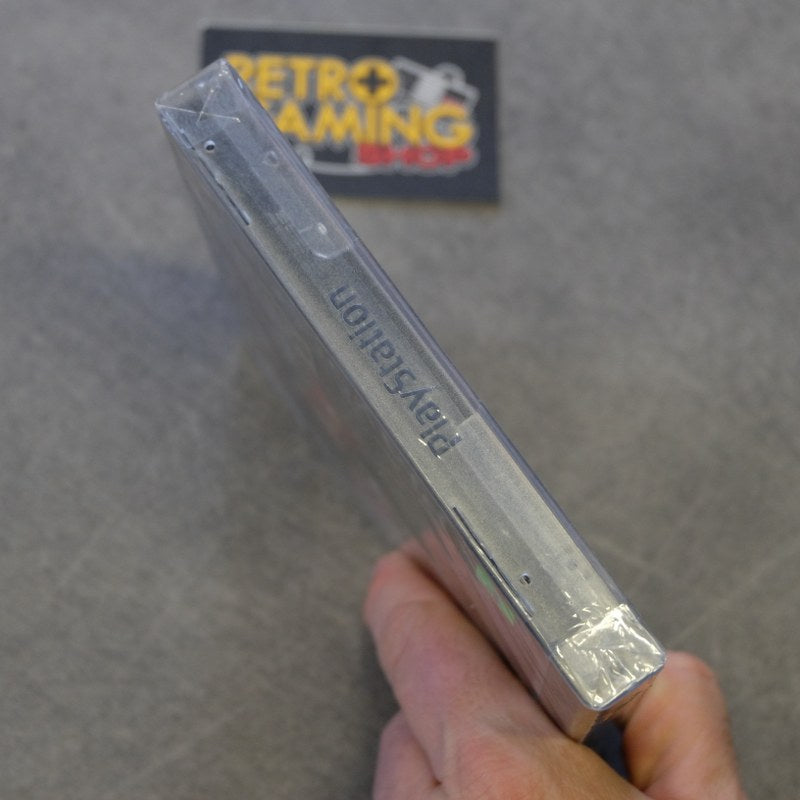 RETRO
GAMING
SHOP
PlayStation